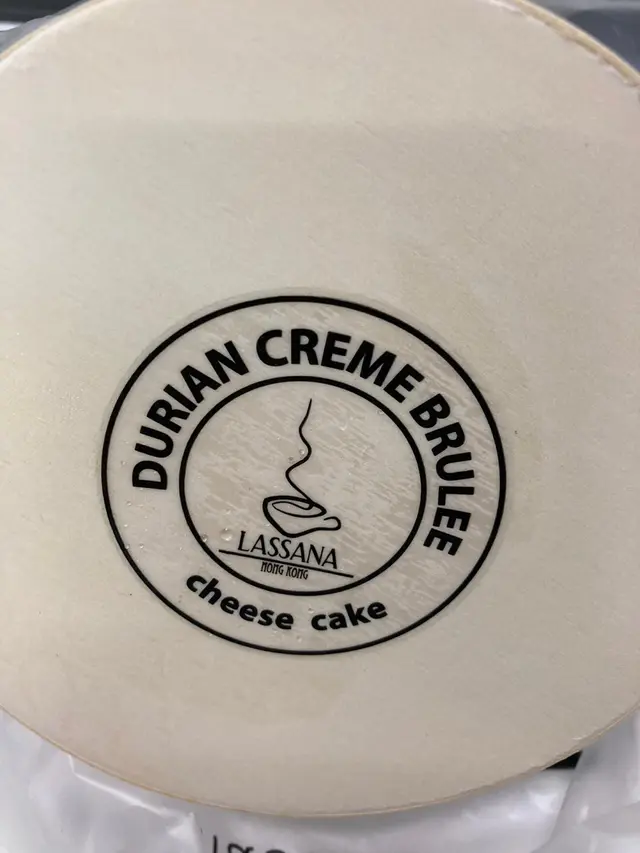 DURIAN CREME BRULEE
LASSANA
HONG KONG
cheese cake